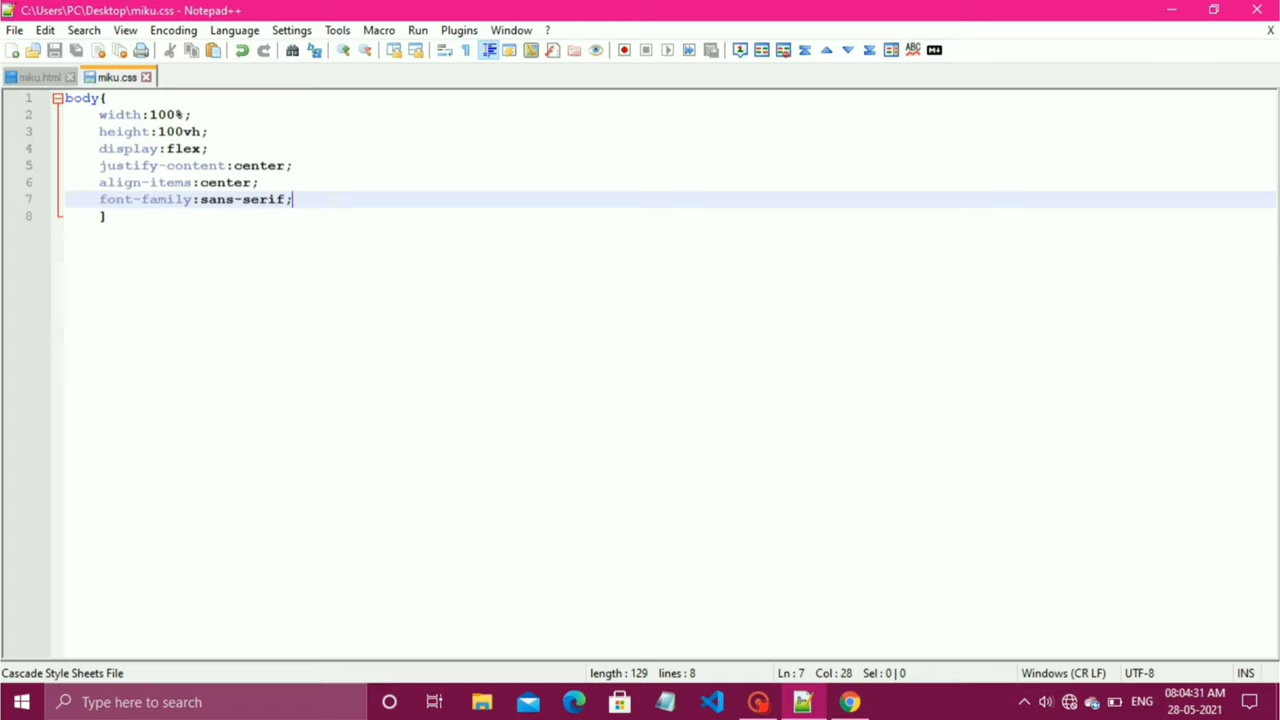 C:\Users\PC\Desktop\miku.css - Notepad++
File Edit Search View Encoding Language Settings Tools Macro Run Plugins Window ? X
miku.html miku.css
1 body{
2 width:100%;
3 height:100vh;
4 display:flex;
5 justify-content:center;
6 align-items:center;
7 font-family:sans-serif;
8 }
Cascade Style Sheets File length : 129 lines : 8 Ln : 7 Col : 28 Sel : 0 | 0 Windows (CR LF) UTF-8 INS
Type here to search ENG 08:04:31 AM
28-05-2021